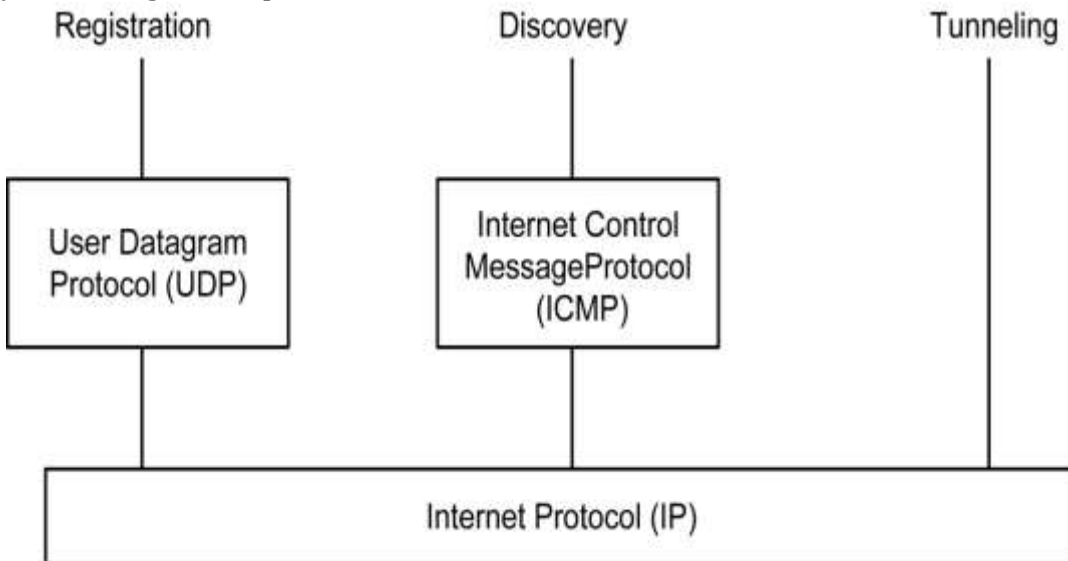 Registration
Discovery
Tunneling
User Datagram
Protocol (UDP)
Internet Control
MessageProtocol
(ICMP)
Internet Protocol (IP)